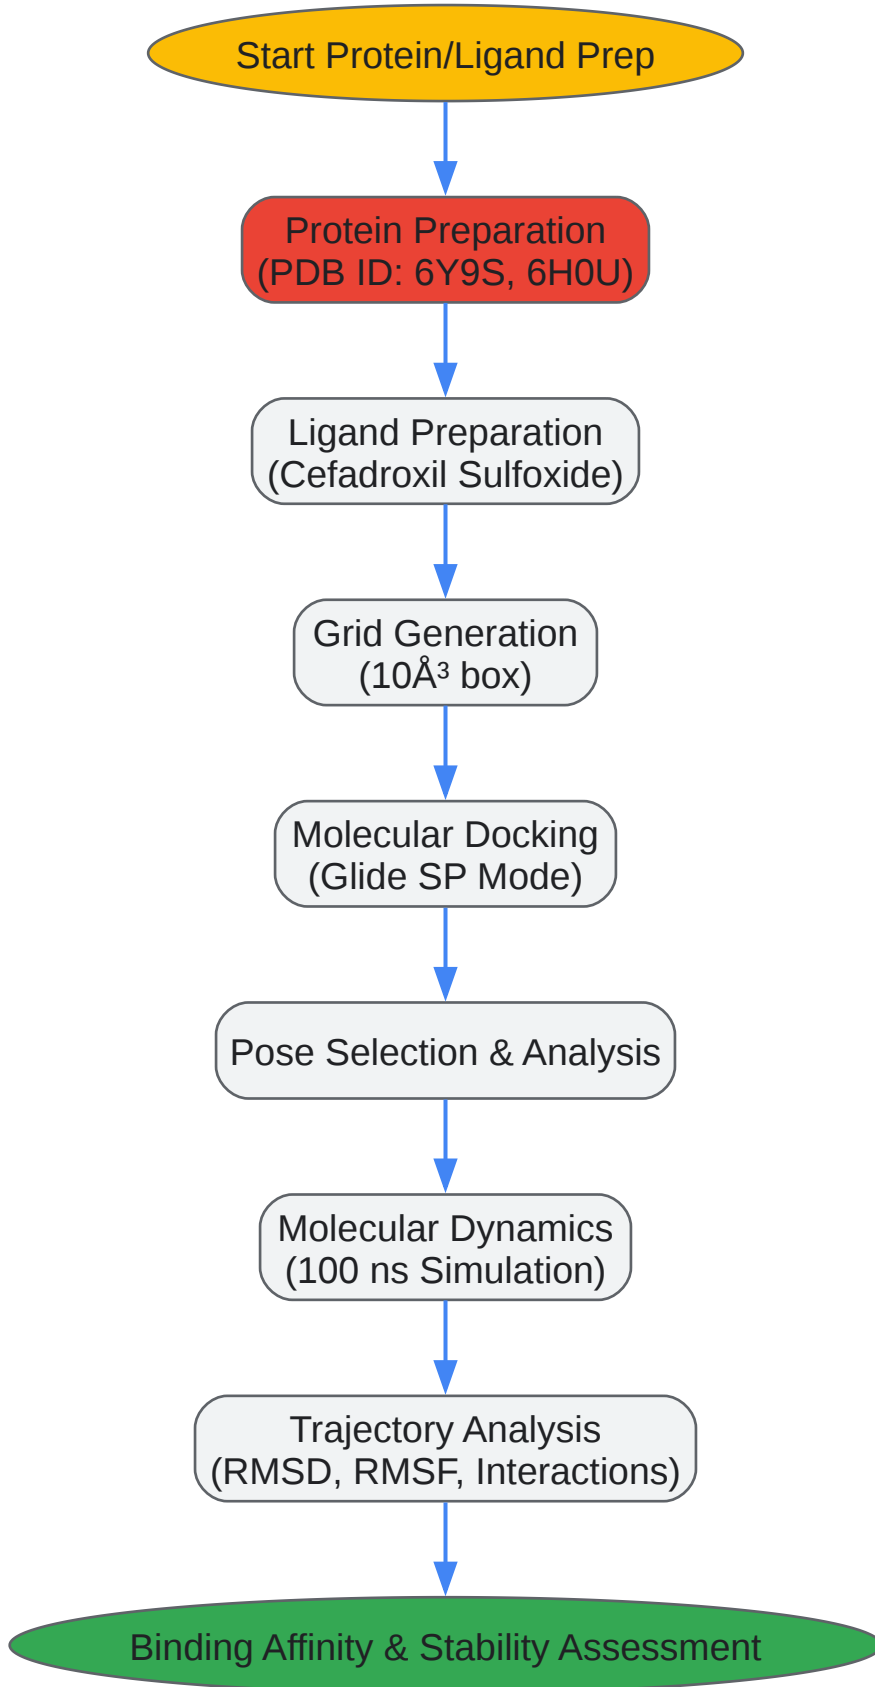 Start Protein/Ligand Prep
Protein Preparation
(PDB ID: 6Y9S, 6H0U)
Ligand Preparation
(Cefadroxil Sulfoxide)
Grid Generation
(10Å³ box)
Molecular Docking
(Glide SP Mode)
Pose Selection & Analysis
Molecular Dynamics
(100 ns Simulation)
Trajectory Analysis
(RMSD, RMSF, Interactions)
Binding Affinity & Stability Assessment